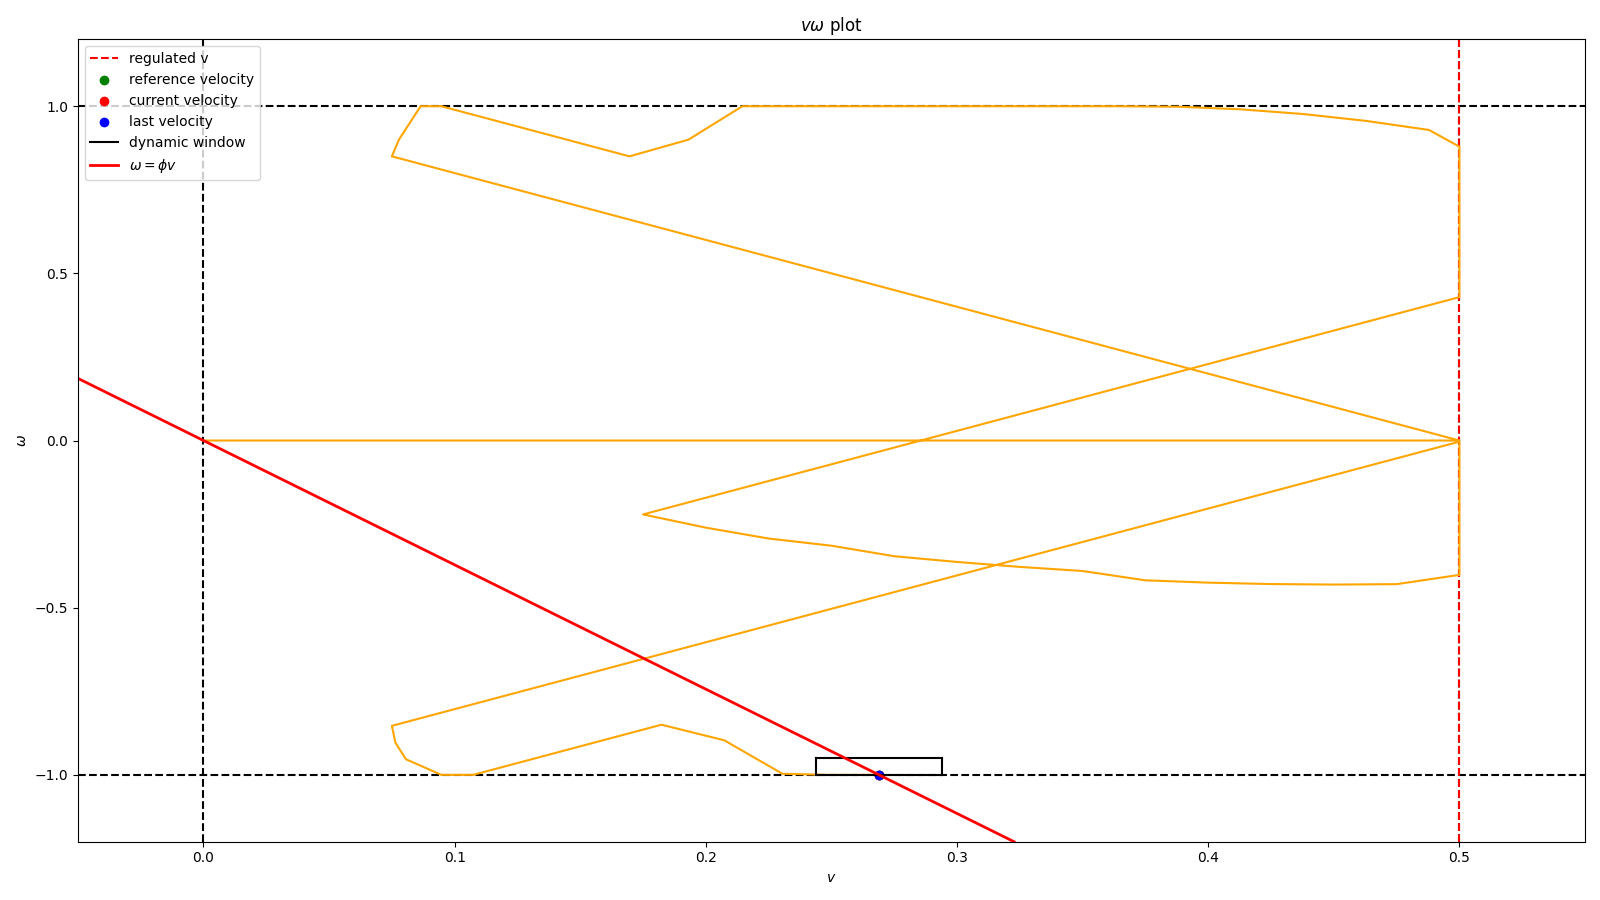 vω plot
regulated v
reference velocity
current velocity
last velocity
dynamic window
ω = ϕv
1.0
0.5
0.0
−0.5
−1.0
ω
0.0 0.1 0.2 0.3 0.4 0.5
v